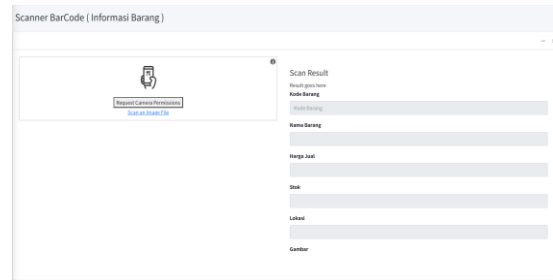 Scanner BarCode ( Informasi Barang )
Request Camera Permissions
Scan an Image File
Scan Result
Result goes here
Kode Barang
Kode Barang
Nama Barang
Harga Jual
Stok
Lokasi
Gambar